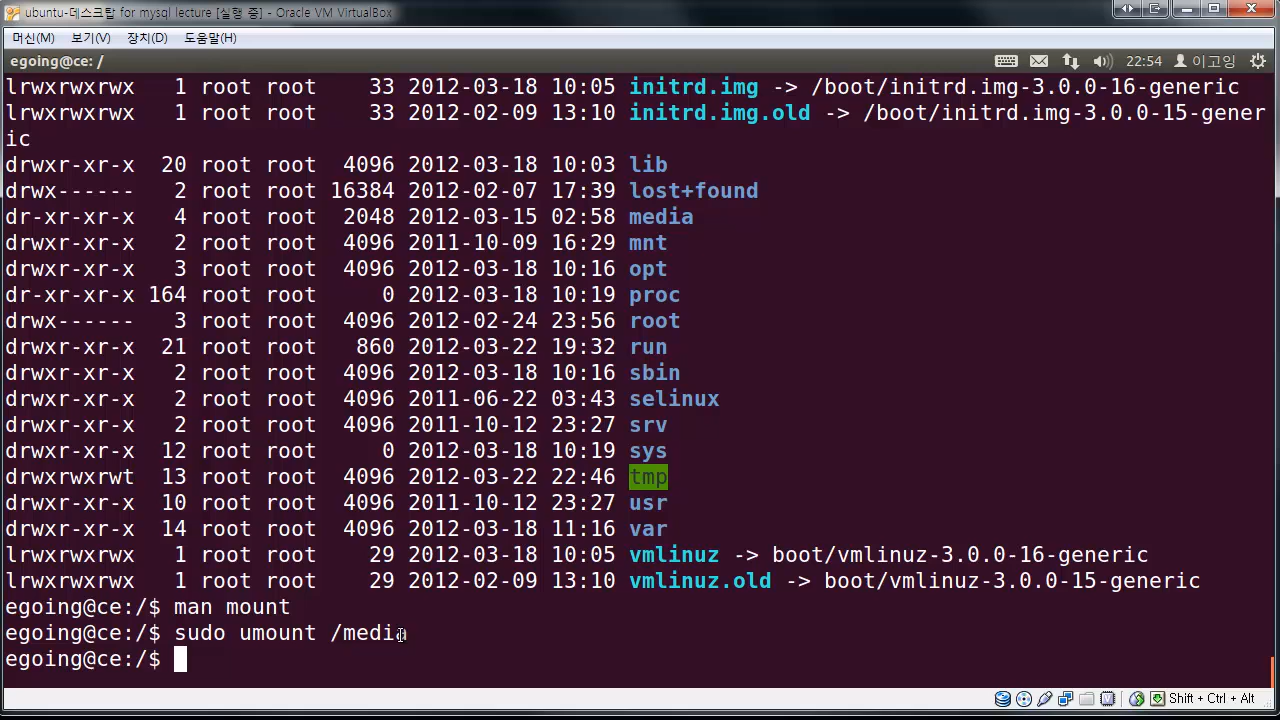 ubuntu-데스크탑 for mysql lecture [실행 중] - Oracle VM VirtualBox
머신(M) 보기(V) 장치(D) 도움말(H)
egoing@ce: / 22:54 이고잉
lrwxrwxrwx 1 root root 33 2012-03-18 10:05 initrd.img -> /boot/initrd.img-3.0.0-16-generic
lrwxrwxrwx 1 root root 33 2012-02-09 13:10 initrd.img.old -> /boot/initrd.img-3.0.0-15-gener
ic
drwxr-xr-x 20 root root 4096 2012-03-18 10:03 lib
drwx------ 2 root root 16384 2012-02-07 17:39 lost+found
dr-xr-xr-x 4 root root 2048 2012-03-15 02:58 media
drwxr-xr-x 2 root root 4096 2011-10-09 16:29 mnt
drwxr-xr-x 3 root root 4096 2012-03-18 10:16 opt
dr-xr-xr-x 164 root root 0 2012-03-18 10:19 proc
drwx------ 3 root root 4096 2012-02-24 23:56 root
drwxr-xr-x 21 root root 860 2012-03-22 19:32 run
drwxr-xr-x 2 root root 4096 2012-03-18 10:16 sbin
drwxr-xr-x 2 root root 4096 2011-06-22 03:43 selinux
drwxr-xr-x 2 root root 4096 2011-10-12 23:27 srv
drwxr-xr-x 12 root root 0 2012-03-18 10:19 sys
drwxrwxrwt 13 root root 4096 2012-03-22 22:46 tmp
drwxr-xr-x 10 root root 4096 2011-10-12 23:27 usr
drwxr-xr-x 14 root root 4096 2012-03-18 11:16 var
lrwxrwxrwx 1 root root 29 2012-03-18 10:05 vmlinuz -> boot/vmlinuz-3.0.0-16-generic
lrwxrwxrwx 1 root root 29 2012-02-09 13:10 vmlinuz.old -> boot/vmlinuz-3.0.0-15-generic
egoing@ce:/$ man mount
egoing@ce:/$ sudo umount /media
egoing@ce:/$
Shift + Ctrl + Alt